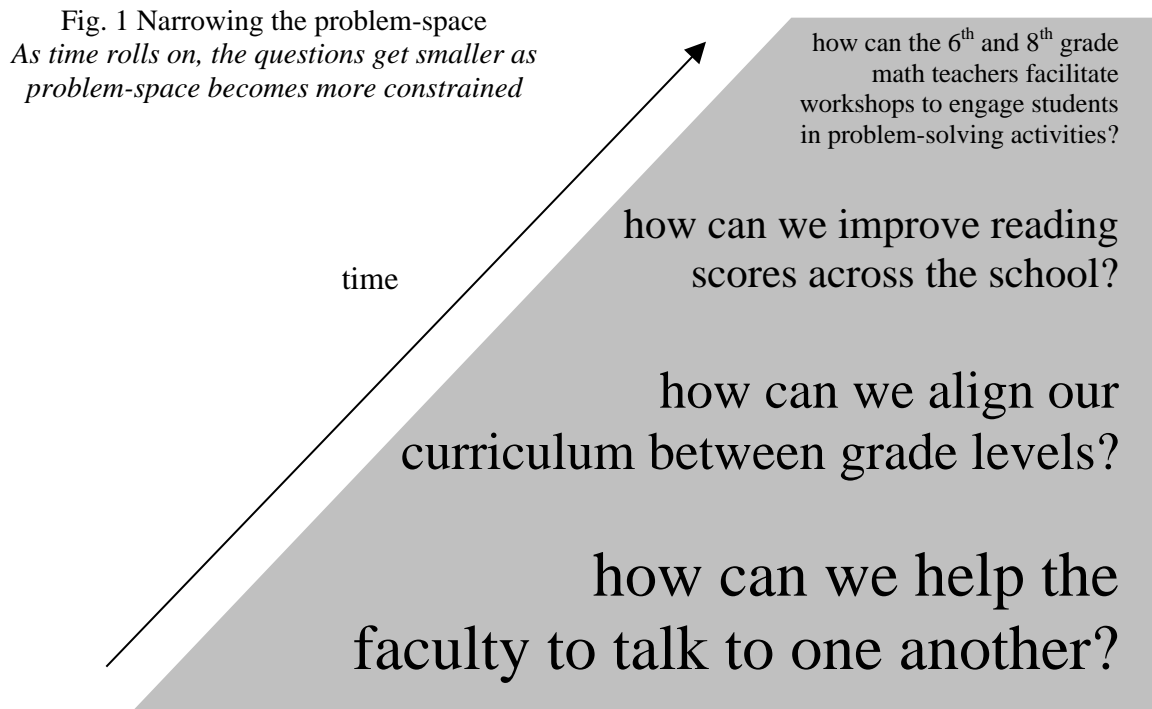 Fig. 1 Narrowing the problem-space
As time rolls on, the questions get smaller as
problem-space becomes more constrained
how can the 6th and 8th grade
math teachers facilitate
workshops to engage students
in problem-solving activities?
how can we improve reading
scores across the school?
time
how can we align our
curriculum between grade levels?
how can we help the
faculty to talk to one another?